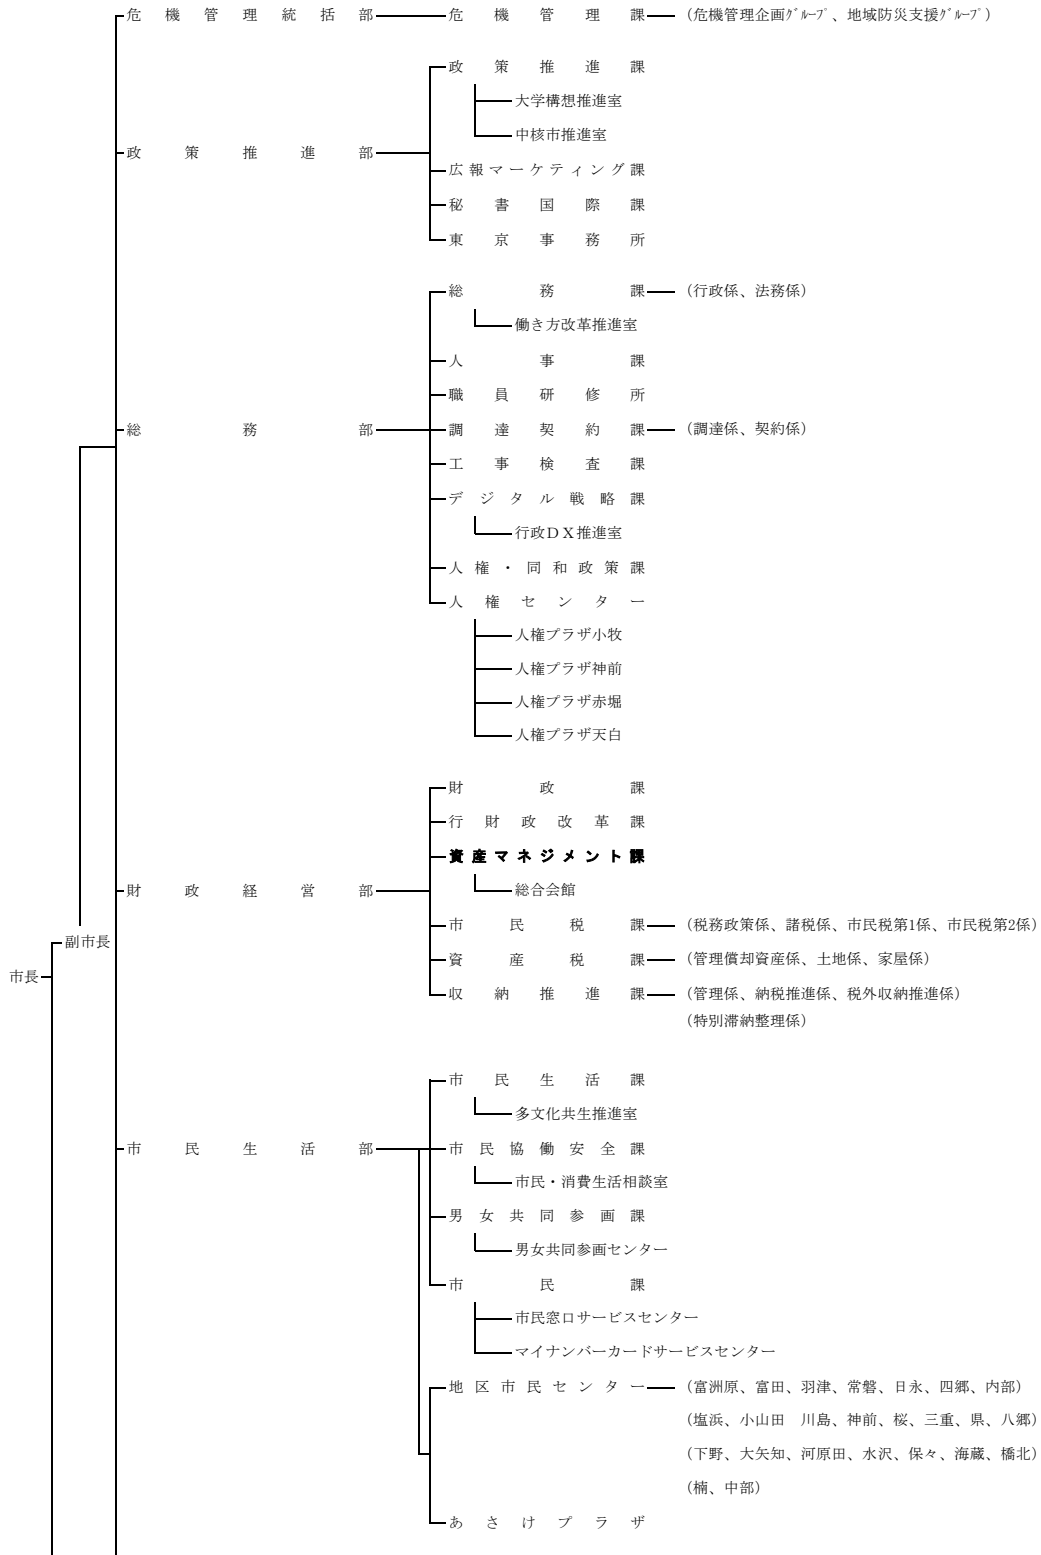 危機管理統括部 危機管理課 (危機管理企画ｸﾞﾙｰﾌﾟ、地域防災支援ｸﾞﾙｰﾌﾟ)
政策推進課
大学構想推進室
中核市推進室
政策推進部
広報マーケティング課
秘書国際課
東京事務所
総務課 (行政係、法務係)
働き方改革推進室
人事課
職員研修所
総務部 調達契約課 (調達係、契約係)
工事検査課
デジタル戦略課
行政ＤＸ推進室
人権・同和政策課
人権センター
人権プラザ小牧
人権プラザ神前
人権プラザ赤堀
人権プラザ天白
財政課
行財政改革課
資産マネジメント課
財政経営部 総合会館
市民税課 (税務政策係、諸税係、市民税第1係、市民税第2係)
副市長
資産税課 (管理償却資産係、土地係、家屋係)
市長
収納推進課 (管理係、納税推進係、税外収納推進係)
(特別滞納整理係)
市民生活課
多文化共生推進室
市民生活部 市民協働安全課
市民・消費生活相談室
男女共同参画課
男女共同参画センター
市民課
市民窓口サービスセンター
マイナンバーカードサービスセンター
地区市民センター (富洲原、富田、羽津、常磐、日永、四郷、内部)
(塩浜、小山田　川島、神前、桜、三重、県、八郷)
(下野、大矢知、河原田、水沢、保々、海蔵、橋北)
(楠、中部)
あさけプラザ